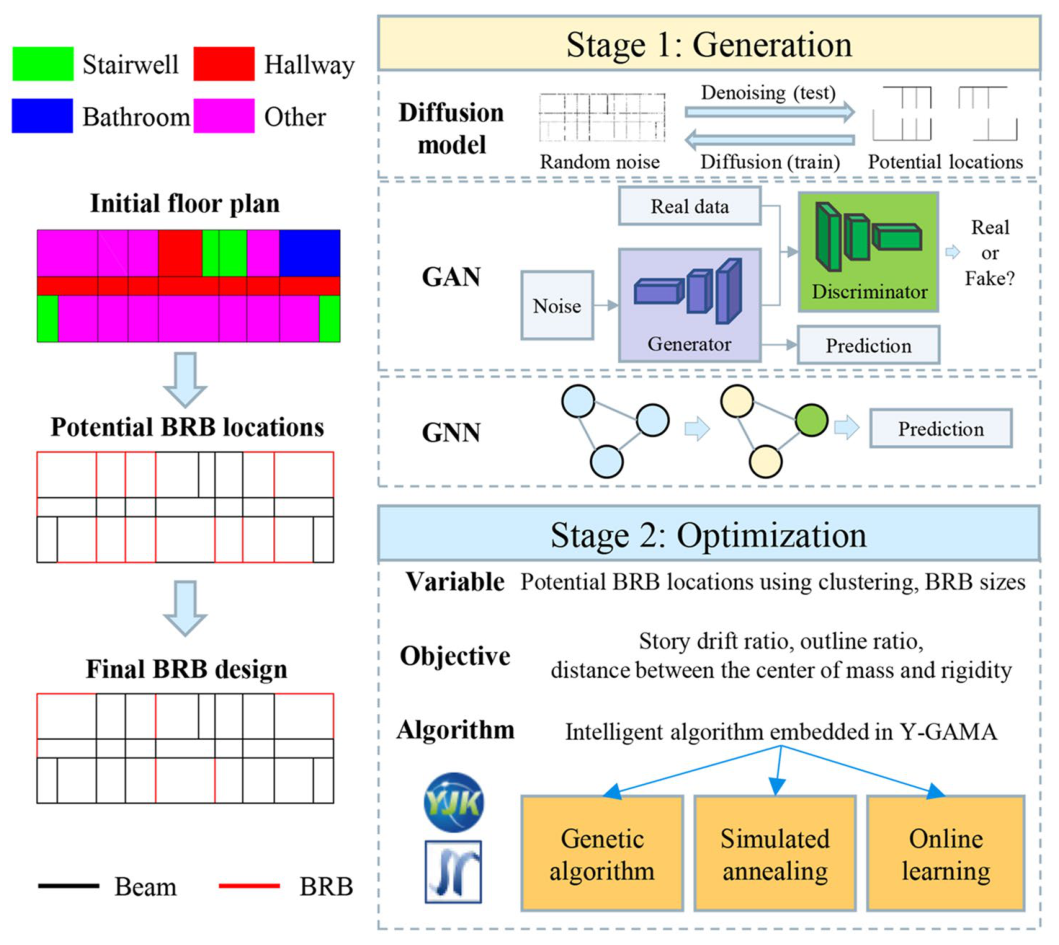 Stairwell
Hallway
Bathroom
Other
Initial floor plan
Potential BRB locations
Final BRB design
Beam
BRB
Stage 1: Generation
Diffusion
model
Random noise
Denoising (test)
Diffusion (train)
Potential locations
GAN
Real data
Noise
Generator
Discriminator
Real
or
Fake?
Prediction
GNN
Prediction
Stage 2: Optimization
Variable
Potential BRB locations using clustering, BRB sizes
Objective
Story drift ratio, outline ratio,
distance between the center of mass and rigidity
Algorithm
Intelligent algorithm embedded in Y-GAMA
YJK
Genetic
algorithm
Simulated
annealing
Online
learning